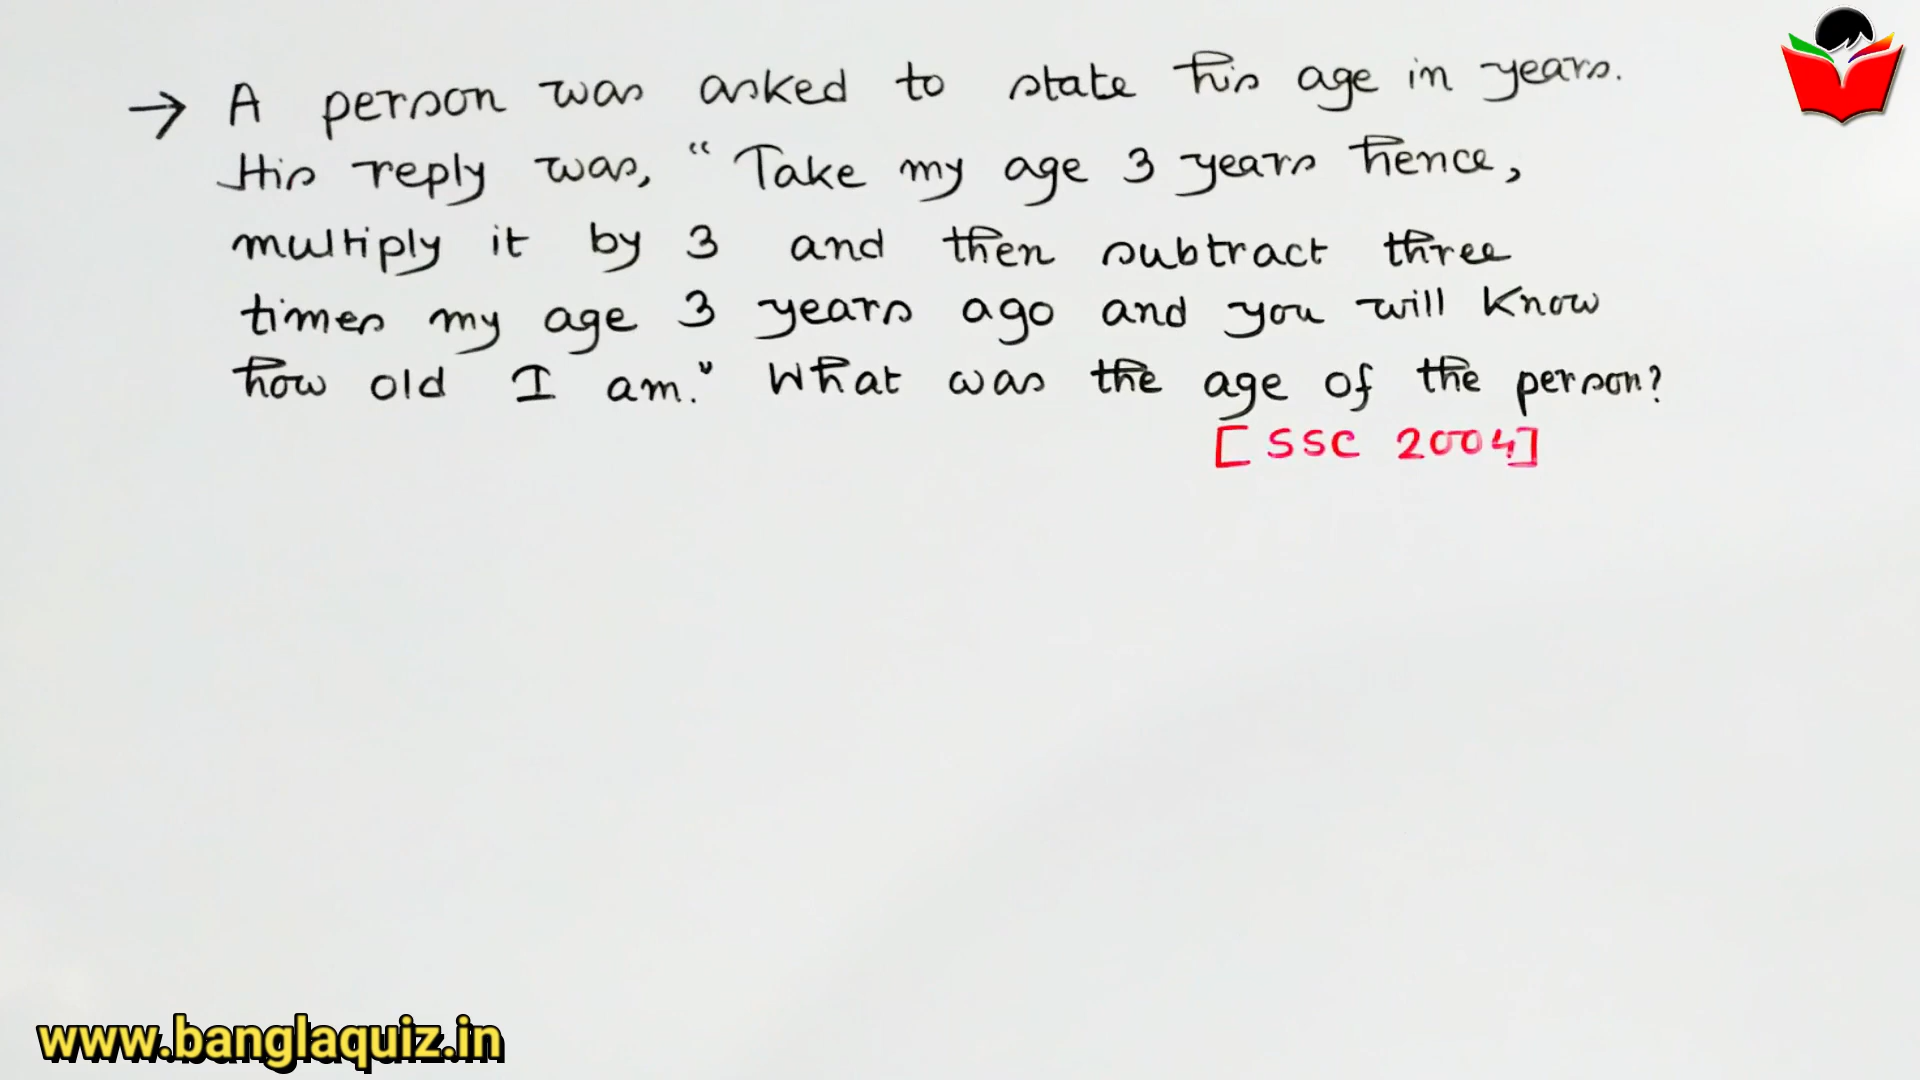 → A person was asked to state his age in years.
His reply was, "Take my age 3 years hence,
multiply it by 3 and then subtract three
times my age 3 years ago and you will know
how old I am." What was the age of the person?
[SSC 2004]
www.banglaquiz.in